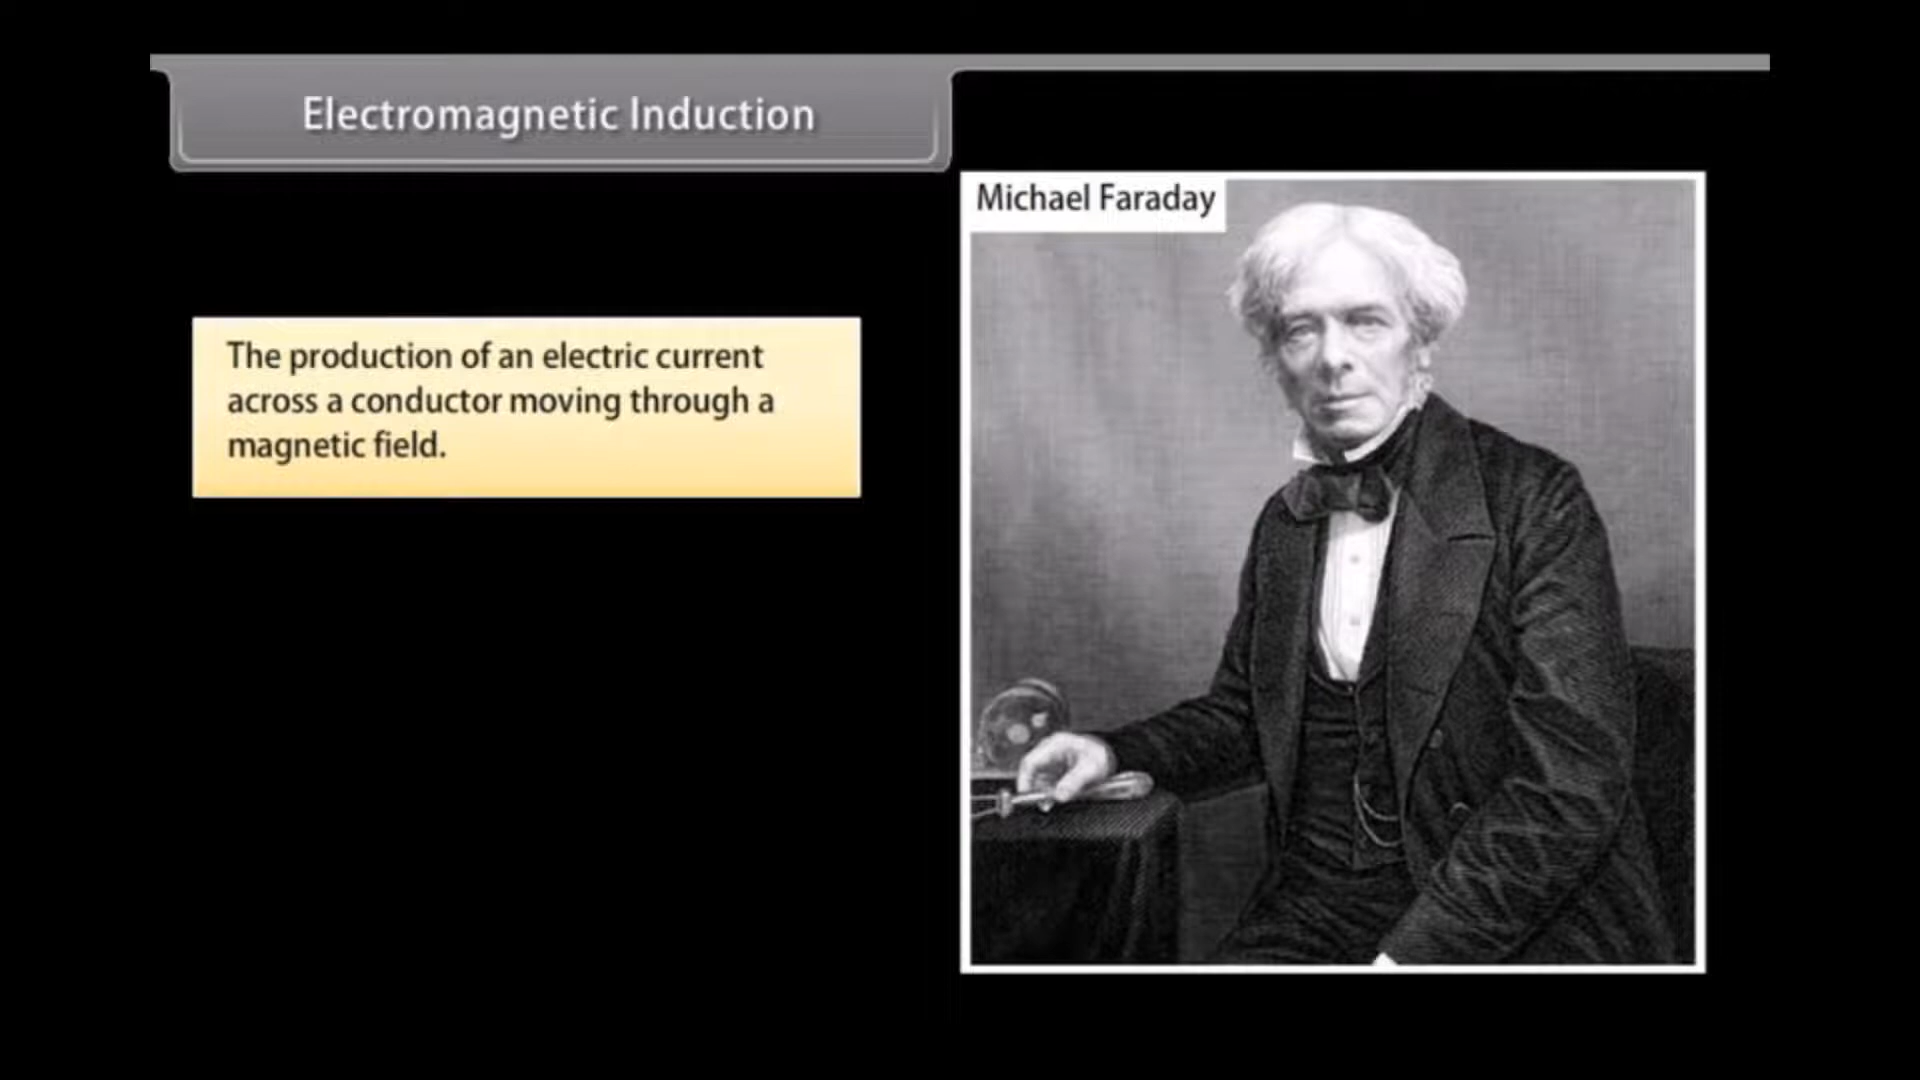 Electromagnetic Induction
Michael Faraday
The production of an electric current
across a conductor moving through a
magnetic field.